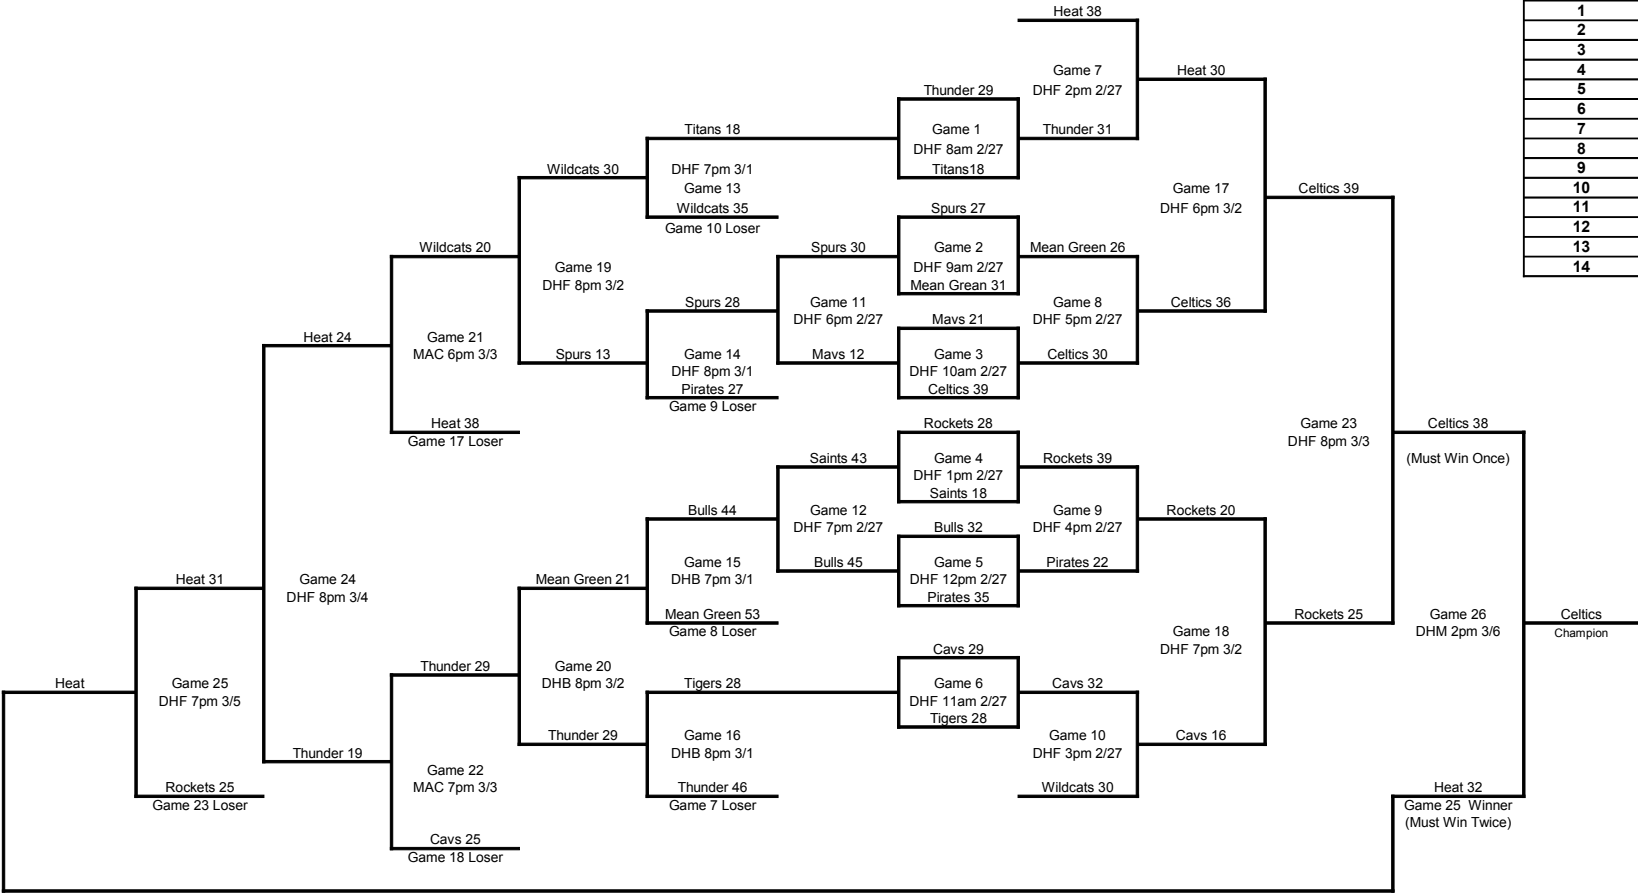 Heat 38
Game 7
DHF 2pm 2/27
Heat 30
Thunder 29
Titans 18
Game 1
DHF 8am 2/27
Thunder 31
Titans18
Wildcats 30
DHF 7pm 3/1
Game 13
Wildcats 35
Game 10 Loser
Game 17
DHF 6pm 3/2
Celtics 39
Spurs 27
Wildcats 20
Spurs 30
Game 2
DHF 9am 2/27
Mean Green 26
Mean Grean 31
Game 19
DHF 8pm 3/2
Spurs 28
Game 11
DHF 6pm 2/27
Game 8
DHF 5pm 2/27
Celtics 36
Mavs 21
Heat 24
Game 21
MAC 6pm 3/3
Spurs 13
Game 14
DHF 8pm 3/1
Pirates 27
Game 9 Loser
Mavs 12
Game 3
DHF 10am 2/27
Celtics 39
Celtics 30
Heat 38
Game 17 Loser
Rockets 28
Game 23
DHF 8pm 3/3
Celtics 38
(Must Win Once)
Saints 43
Game 4
DHF 1pm 2/27
Saints 18
Rockets 39
Bulls 44
Game 12
DHF 7pm 2/27
Bulls 32
Game 9
DHF 4pm 2/27
Rockets 20
Game 15
DHB 7pm 3/1
Bulls 45
Game 5
DHF 12pm 2/27
Pirates 35
Pirates 22
Heat 31
Game 24
DHF 8pm 3/4
Mean Green 21
Mean Green 53
Game 8 Loser
Game 18
DHF 7pm 3/2
Rockets 25
Game 26
DHM 2pm 3/6
Celtics
Champion
Cavs 29
Thunder 29
Game 20
DHB 8pm 3/2
Heat
Game 25
DHF 7pm 3/5
Tigers 28
Game 6
DHF 11am 2/27
Tigers 28
Cavs 32
Thunder 29
Game 16
DHB 8pm 3/1
Game 10
DHF 3pm 2/27
Cavs 16
Thunder 19
Game 22
MAC 7pm 3/3
Rockets 25
Game 23 Loser
Thunder 46
Game 7 Loser
Wildcats 30
Heat 32
Game 25 Winner
(Must Win Twice)
Cavs 25
Game 18 Loser
1
2
3
4
5
6
7
8
9
10
11
12
13
14